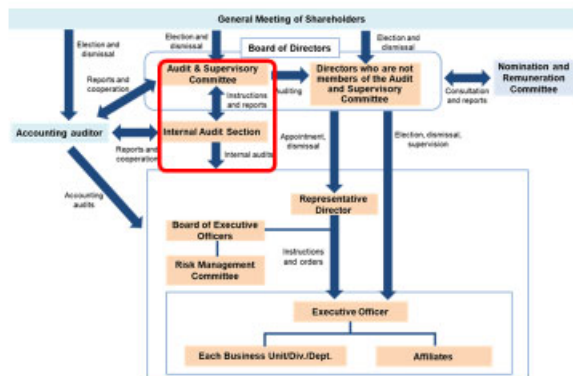 General Meeting of Shareholders
Election and
dismissal
Election and
dismissal
Board of Directors
Election and
dismissal
Reports and
cooperation
Audit & Supervisory
Committee
Auditing
Directors who are not
members of the Audit
and Supervisory
Committee
Consultation
and reports
Nomination and
Remuneration
Committee
Instructions
and reports
Accounting auditor
Reports and
cooperation
Internal Audit Section
Internal audits
Appointment,
dismissal
Election, dismissal,
supervision
Accounting
audits
Representative
Director
Board of Executive
Officers
Instructions
and orders
Risk Management
Committee
Executive Officer
Each Business Unit/Div./Dept.
Affiliates